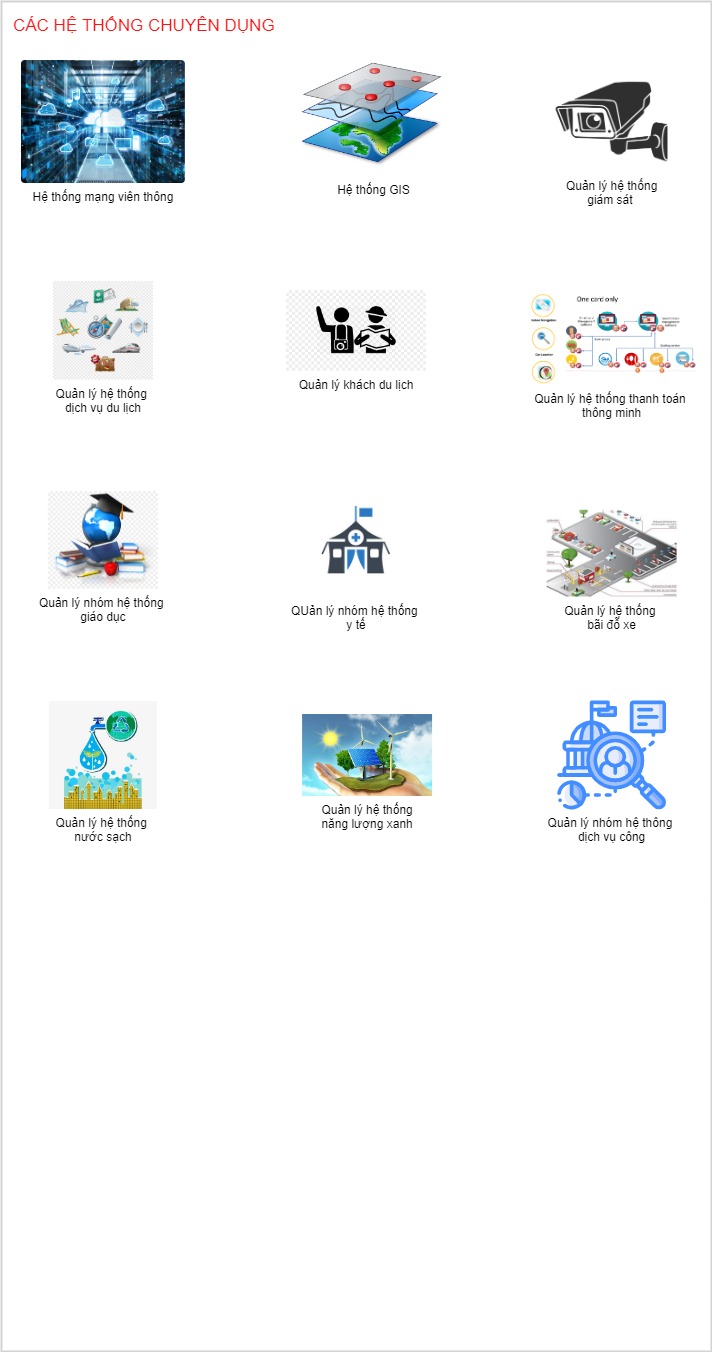 CÁC HỆ THỐNG CHUYÊN DỤNG
Hệ thống mạng viên thông
Hệ thống GIS
Quản lý hệ thống
giám sát
Quản lý hệ thống
dịch vụ du lịch
Quản lý khách du lịch
One card only
Quản lý hệ thống thanh toán
thông minh
Quản lý nhóm hệ thống
giáo dục
QUản lý nhóm hệ thống
y tế
Quản lý hệ thống
bãi đỗ xe
Quản lý hệ thống
nước sạch
Quản lý hệ thống
năng lượng xanh
Quản lý nhóm hệ thông
dịch vụ công